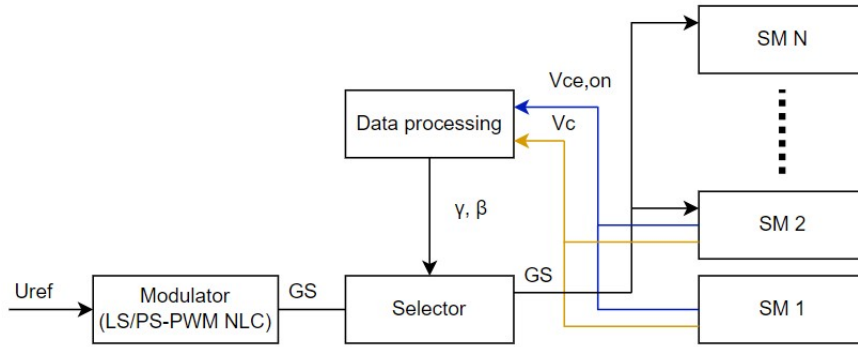 SM N
Vce,on
Data processing
Vc
γ, β
SM 2
Uref
Modulator
(LS/PS-PWM NLC)
GS
Selector
GS
SM 1